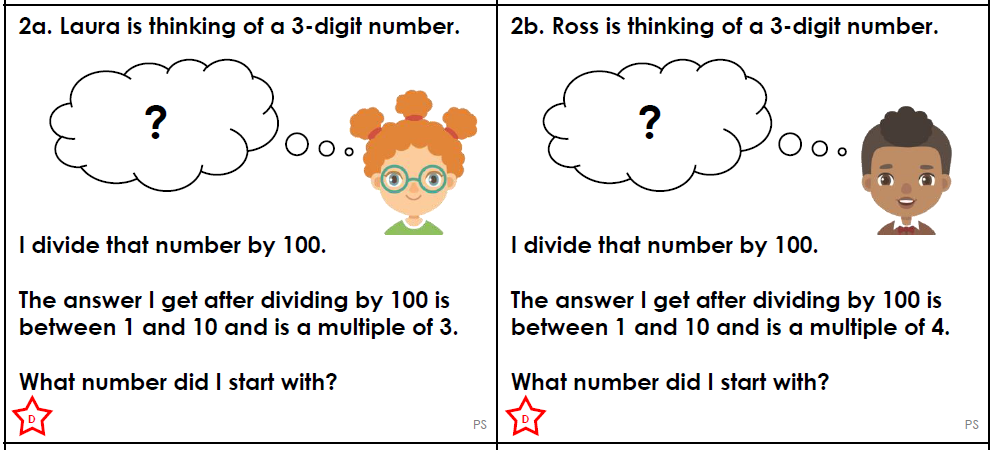 2a. Laura is thinking of a 3-digit number.
?
I divide that number by 100.
The answer I get after dividing by 100 is
between 1 and 10 and is a multiple of 3.
What number did I start with?
D
PS
2b. Ross is thinking of a 3-digit number.
?
I divide that number by 100.
The answer I get after dividing by 100 is
between 1 and 10 and is a multiple of 4.
What number did I start with?
D
PS